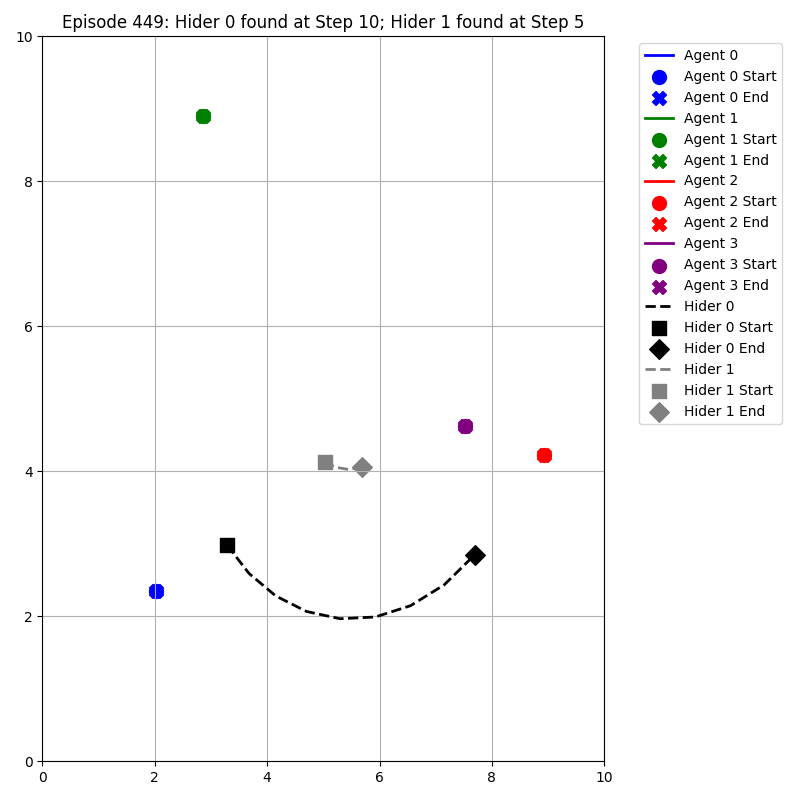 Episode 449: Hider 0 found at Step 10; Hider 1 found at Step 5
10
8
6
4
2
0
0
2
4
6
8
10
Agent 0
Agent 0 Start
Agent 0 End
Agent 1
Agent 1 Start
Agent 1 End
Agent 2
Agent 2 Start
Agent 2 End
Agent 3
Agent 3 Start
Agent 3 End
Hider 0
Hider 0 Start
Hider 0 End
Hider 1
Hider 1 Start
Hider 1 End